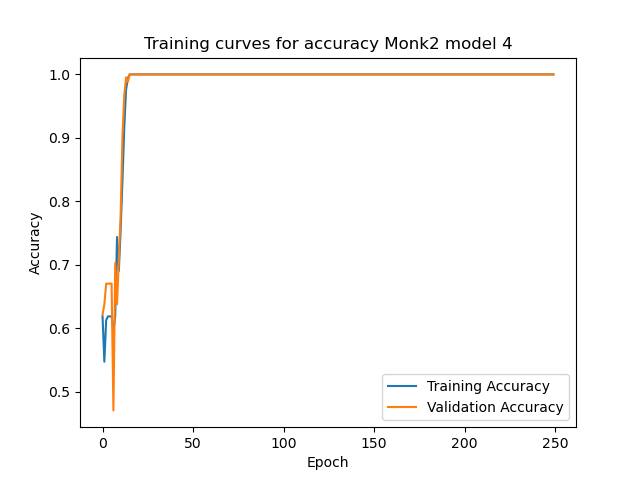 Training curves for accuracy Monk2 model 4
1.0
0.9
0.8
0.7
0.6
0.5
Accuracy
0
50
100
150
200
250
Epoch
Training Accuracy
Validation Accuracy